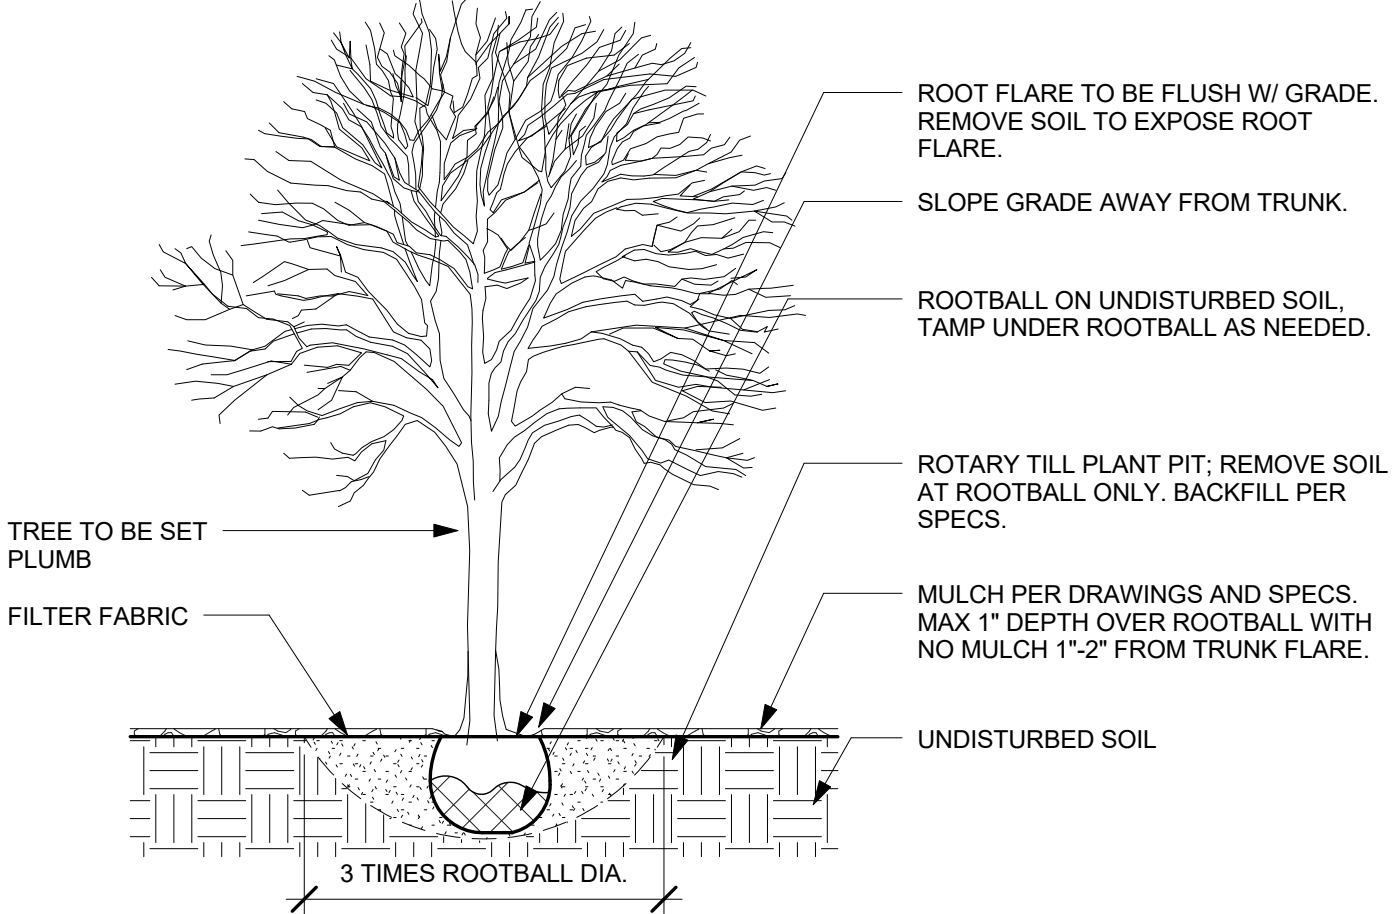 ROOT FLARE TO BE FLUSH W/ GRADE.
REMOVE SOIL TO EXPOSE ROOT
FLARE.
SLOPE GRADE AWAY FROM TRUNK.
ROOTBALL ON UNDISTURBED SOIL,
TAMP UNDER ROOTBALL AS NEEDED.
ROTARY TILL PLANT PIT; REMOVE SOIL
AT ROOTBALL ONLY. BACKFILL PER
SPECS.
TREE TO BE SET
PLUMB
FILTER FABRIC
MULCH PER DRAWINGS AND SPECS.
MAX 1" DEPTH OVER ROOTBALL WITH
NO MULCH 1"-2" FROM TRUNK FLARE.
UNDISTURBED SOIL
3 TIMES ROOTBALL DIA.